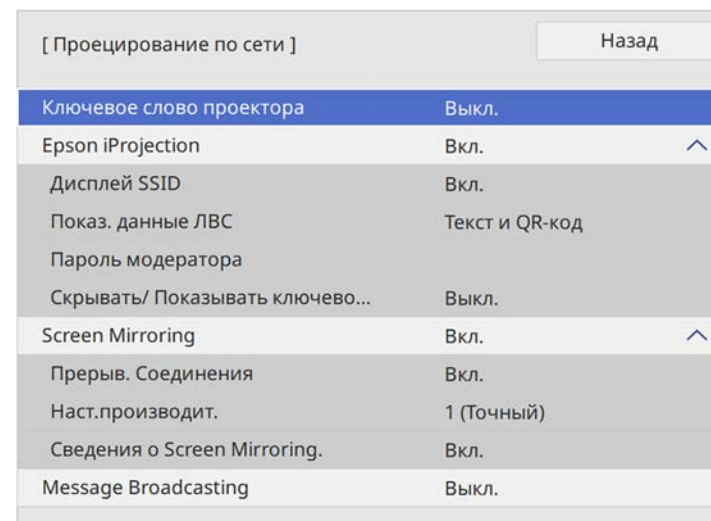 [ Проецирование по сети ] Назад
Ключевое слово проектора Выкл.
Epson iProjection Вкл.
Дисплей SSID Вкл.
Показ. данные ЛВС Текст и QR-код
Пароль модератора
Скрывать/ Показывать ключево... Выкл.
Screen Mirroring Вкл.
Прерыв. Соединения Вкл.
Наст.производит. 1 (Точный)
Сведения о Screen Mirroring. Вкл.
Message Broadcasting Выкл.